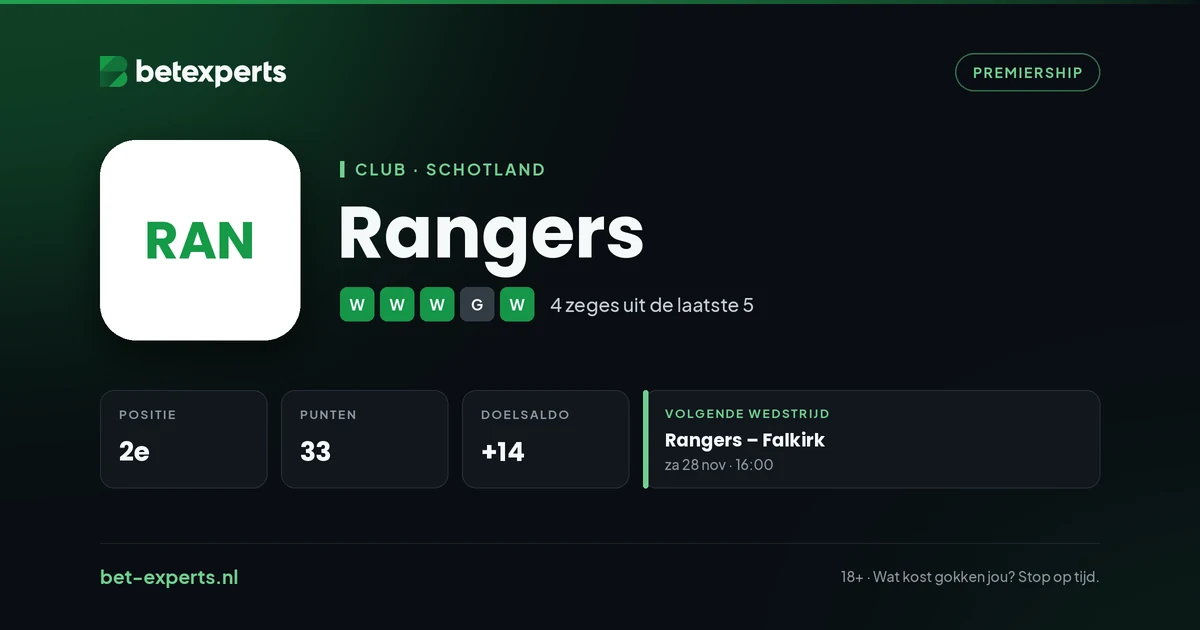 betexperts
PREMIERSHIP
RAN
CLUB · SCHOTLAND
Rangers
W W W G W 4 zeges uit de laatste 5
POSITIE
2e
PUNTEN
33
DOELSALDO
+14
VOLGENDE WEDSTRIJD
Rangers – Falkirk
za 28 nov · 16:00
bet-experts.nl
18+ · Wat kost gokken jou? Stop op tijd.